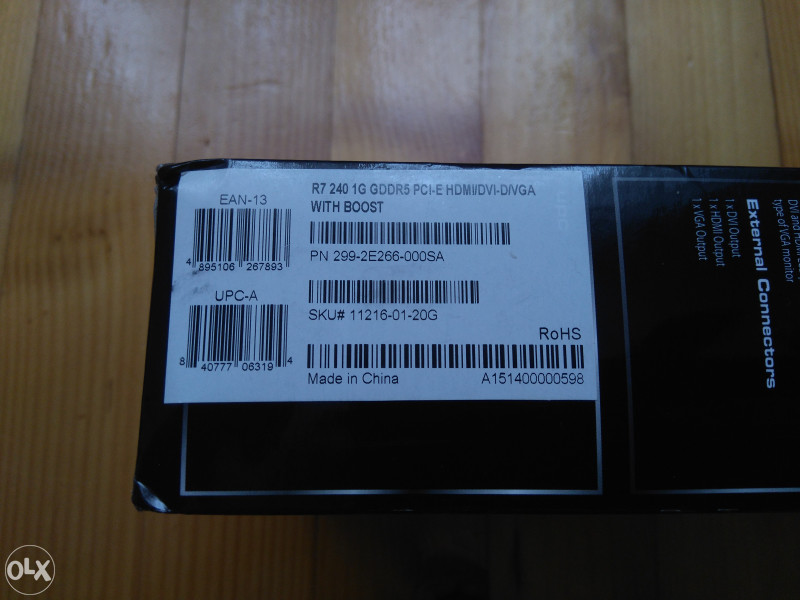 EAN-13
4 895106 267893
UPC-A
8 40777 06319 4
R7 240 1G GDDR5 PCI-E HDMI/DVI-D/VGA
WITH BOOST
PN 299-2E266-000SA
SKU# 11216-01-20G
RoHS
Made in China
A151400000598
UPC
type of VGA monitor
External Connectors
1 x DVI Output
1 x HDMI Output
1 x VGA Output
OLX